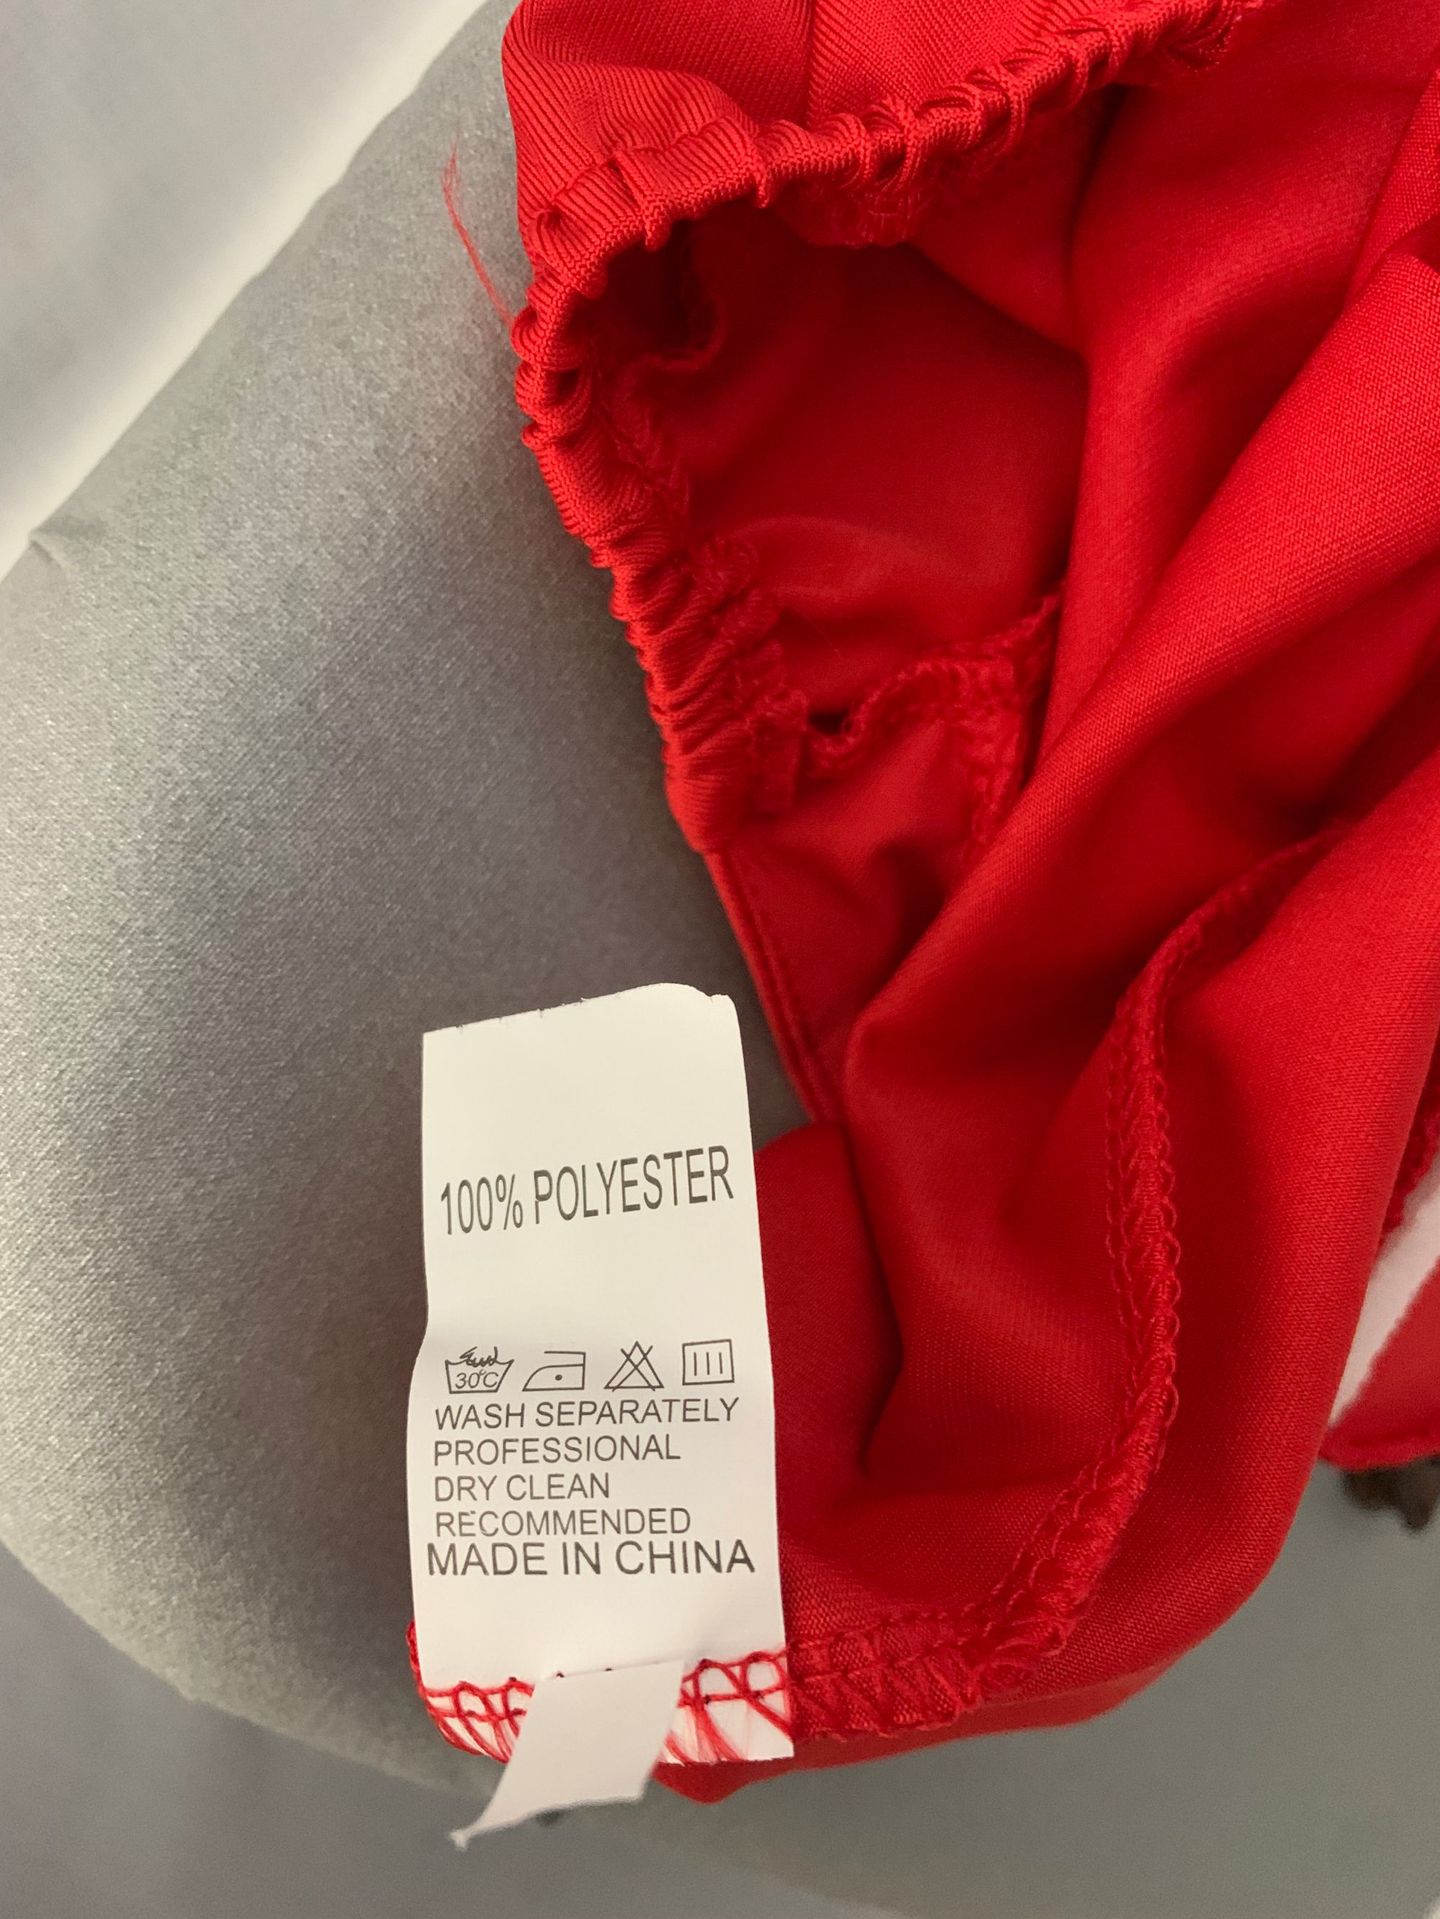 100% POLYESTER
30°C
WASH SEPARATELY
PROFESSIONAL
DRY CLEAN
RECOMMENDED
MADE IN CHINA